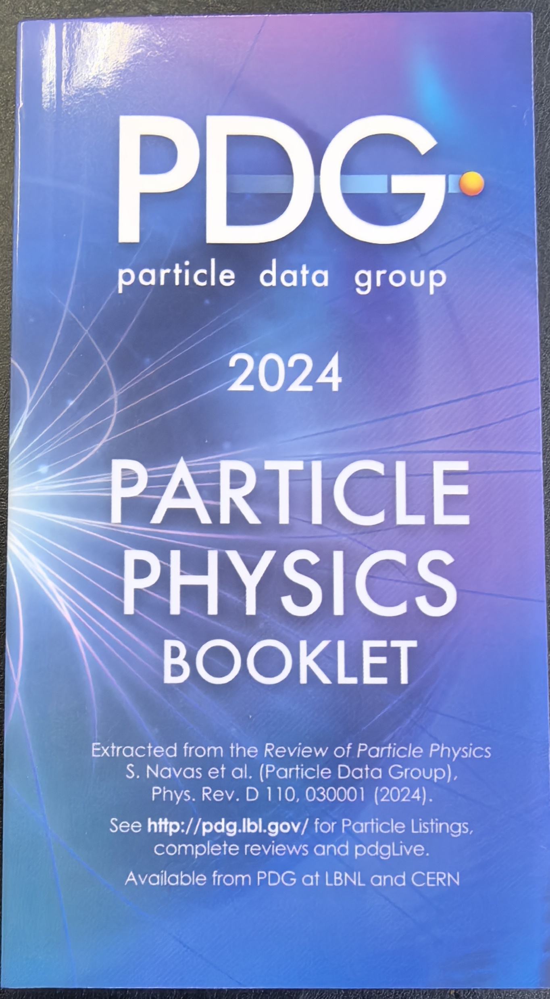 PDG
particle data group
2024
PARTICLE
PHYSICS
BOOKLET
Extracted from the Review of Particle Physics
S. Navas et al. (Particle Data Group),
Phys. Rev. D 110, 030001 (2024).
See http://pdg.lbl.gov/ for Particle Listings,
complete reviews and pdgLive.
Available from PDG at LBNL and CERN